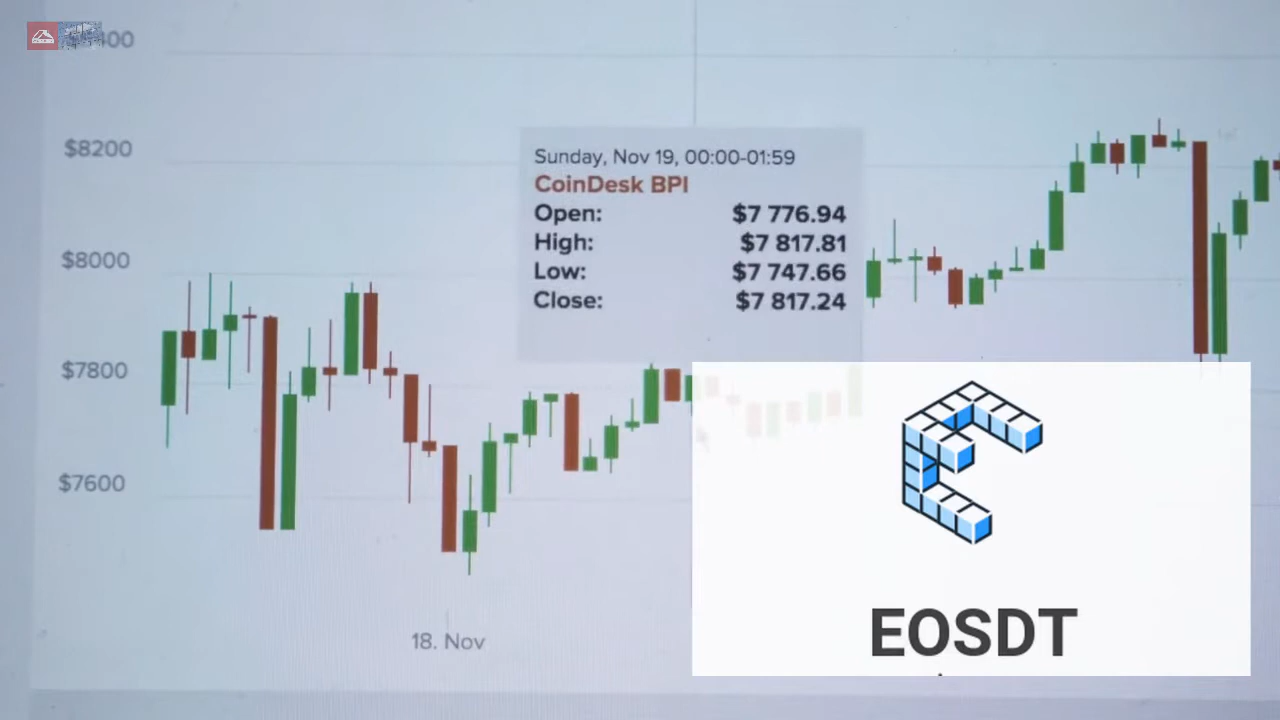 $8200
$8000
$7800
$7600
18. Nov
Sunday, Nov 19, 00:00-01:59
CoinDesk BPI
Open: $7 776.94
High: $7 817.81
Low: $7 747.66
Close: $7 817.24
EOSDT